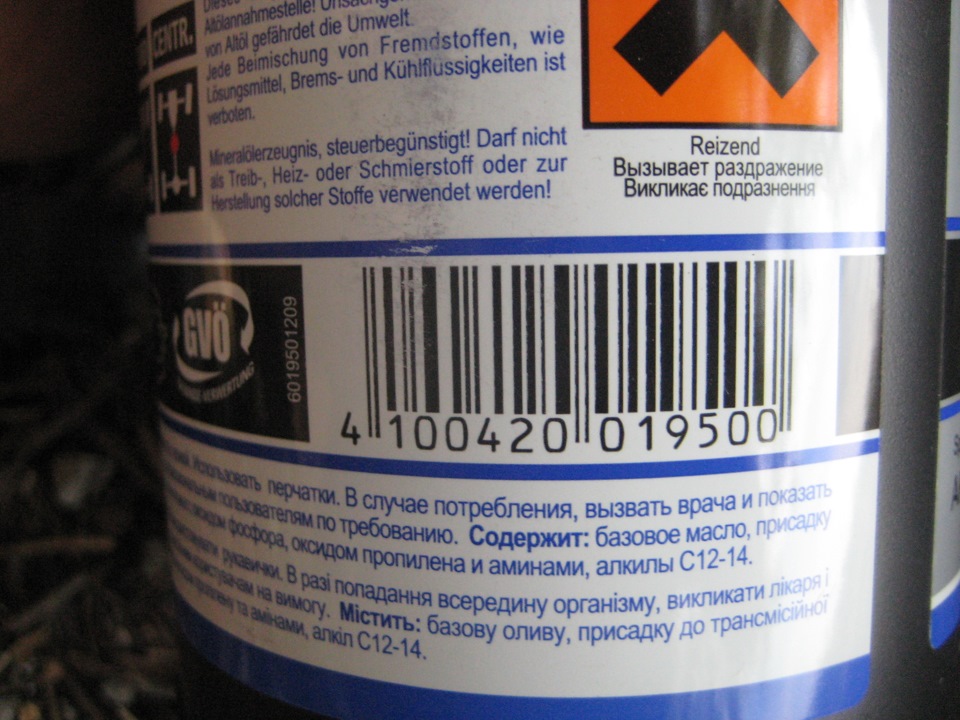 CENTR.
Altölannahmestelle!
von Altöl gefährdet die Umwelt.
Jede Beimischung von Fremdstoffen, wie
Lösungsmittel, Brems- und Kühlflüssigkeiten ist
verboten.
Mineralölerzeugnis, steuerbegünstigt! Darf nicht
als Treib-, Heiz- oder Schmierstoff oder zur
Herstellung solcher Stoffe verwendet werden!
Reizend
Вызывает раздражение
Викликає подразнення
GVÖ
6019501209
4 100420 019500
Использовать перчатки. В случае потребления, вызвать врача и показать
пользователям по требованию. Содержит: базовое масло, присадку
фосфора, оксидом пропилена и аминами, алкилы C12-14.
рукавички. В разі попадання всередину організму, викликати лікаря і
користувачам на вимогу. Містить: базову оливу, присадку до трансмісійної
та амінами, алкіл C12-14.